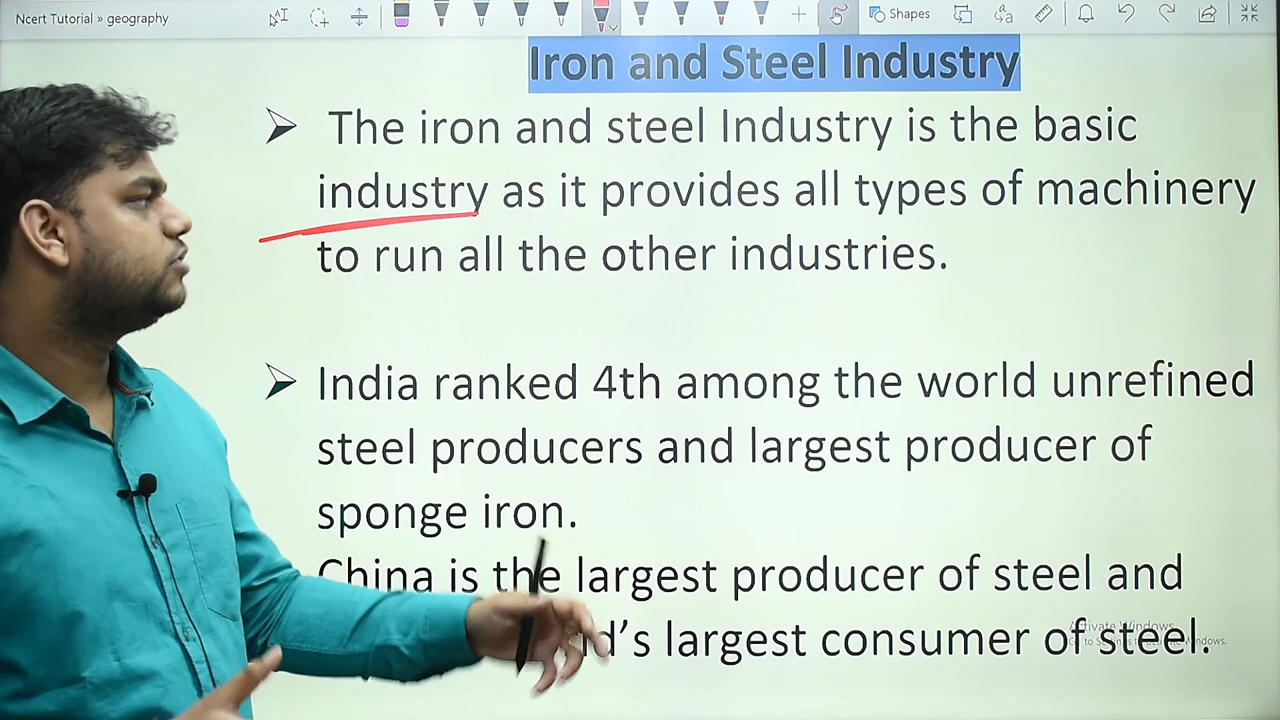 Ncert Tutorial » geography
Shapes
Iron and Steel Industry
The iron and steel Industry is the basic
industry as it provides all types of machinery
to run all the other industries.
India ranked 4th among the world unrefined
steel producers and largest producer of
sponge iron.
China is the largest producer of steel and
largest consumer of steel.
Activate Windows